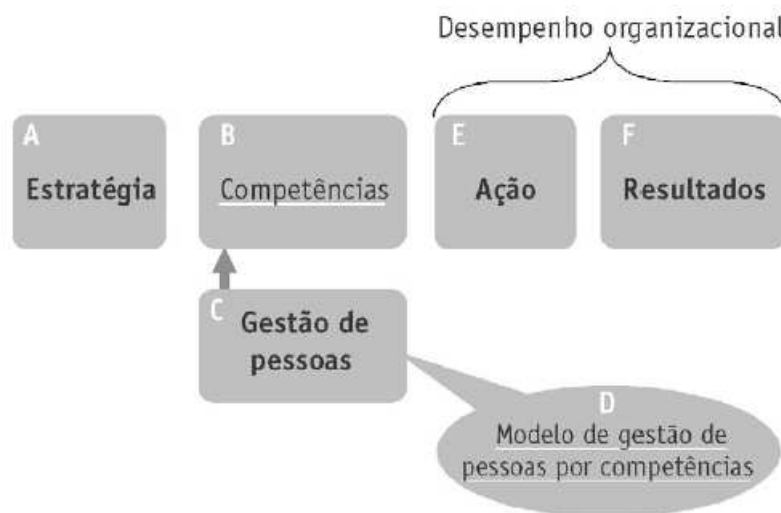 Desempenho organizacional
A
Estratégia
B
Competências
E
Ação
F
Resultados
C
Gestão de
pessoas
D
Modelo de gestão de
pessoas por competências